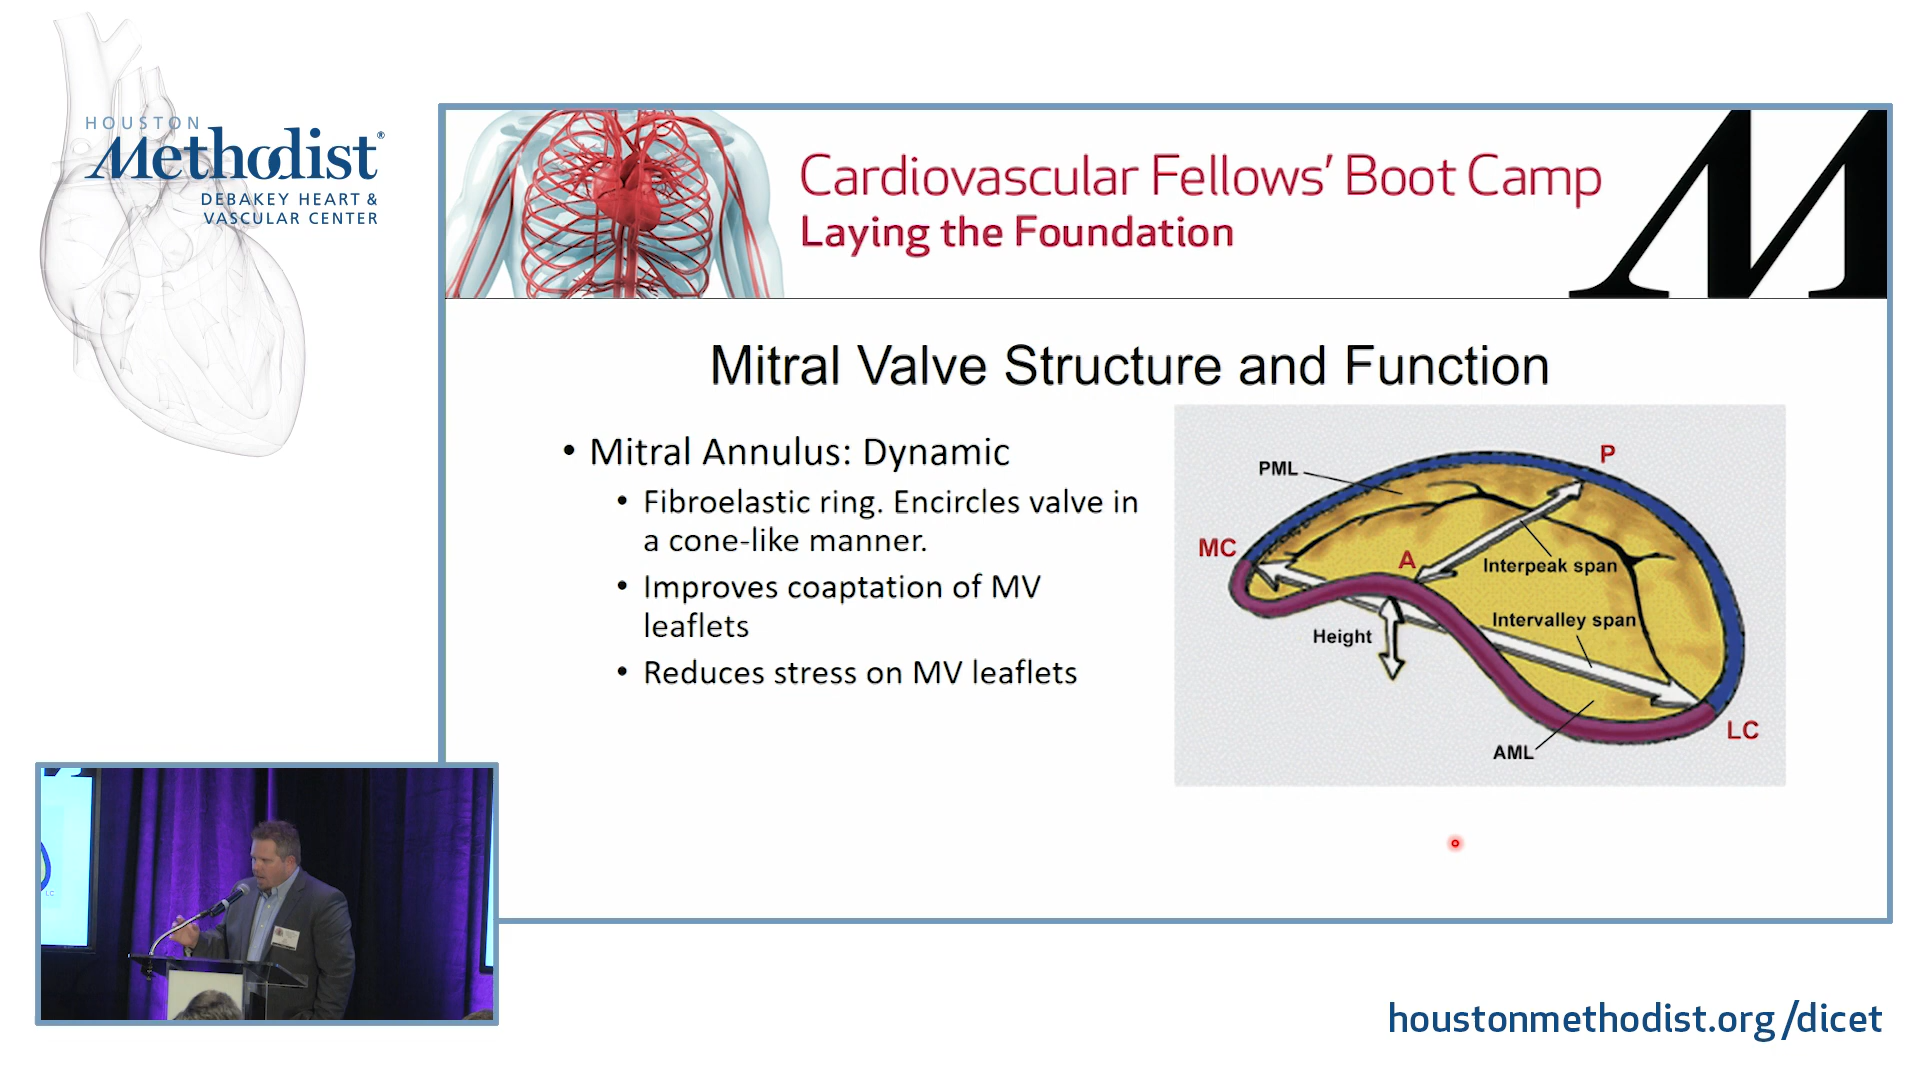 HOUSTON
Methodist®
DEBAKEY HEART &
VASCULAR CENTER
Cardiovascular Fellows’ Boot Camp
Laying the Foundation
M
Mitral Valve Structure and Function
• Mitral Annulus: Dynamic
• Fibroelastic ring. Encircles valve in
a cone-like manner.
• Improves coaptation of MV
leaflets
• Reduces stress on MV leaflets
P
PML
MC
A
Interpeak span
Intervalley span
Height
LC
AML
LC
houstonmethodist.org/dicet